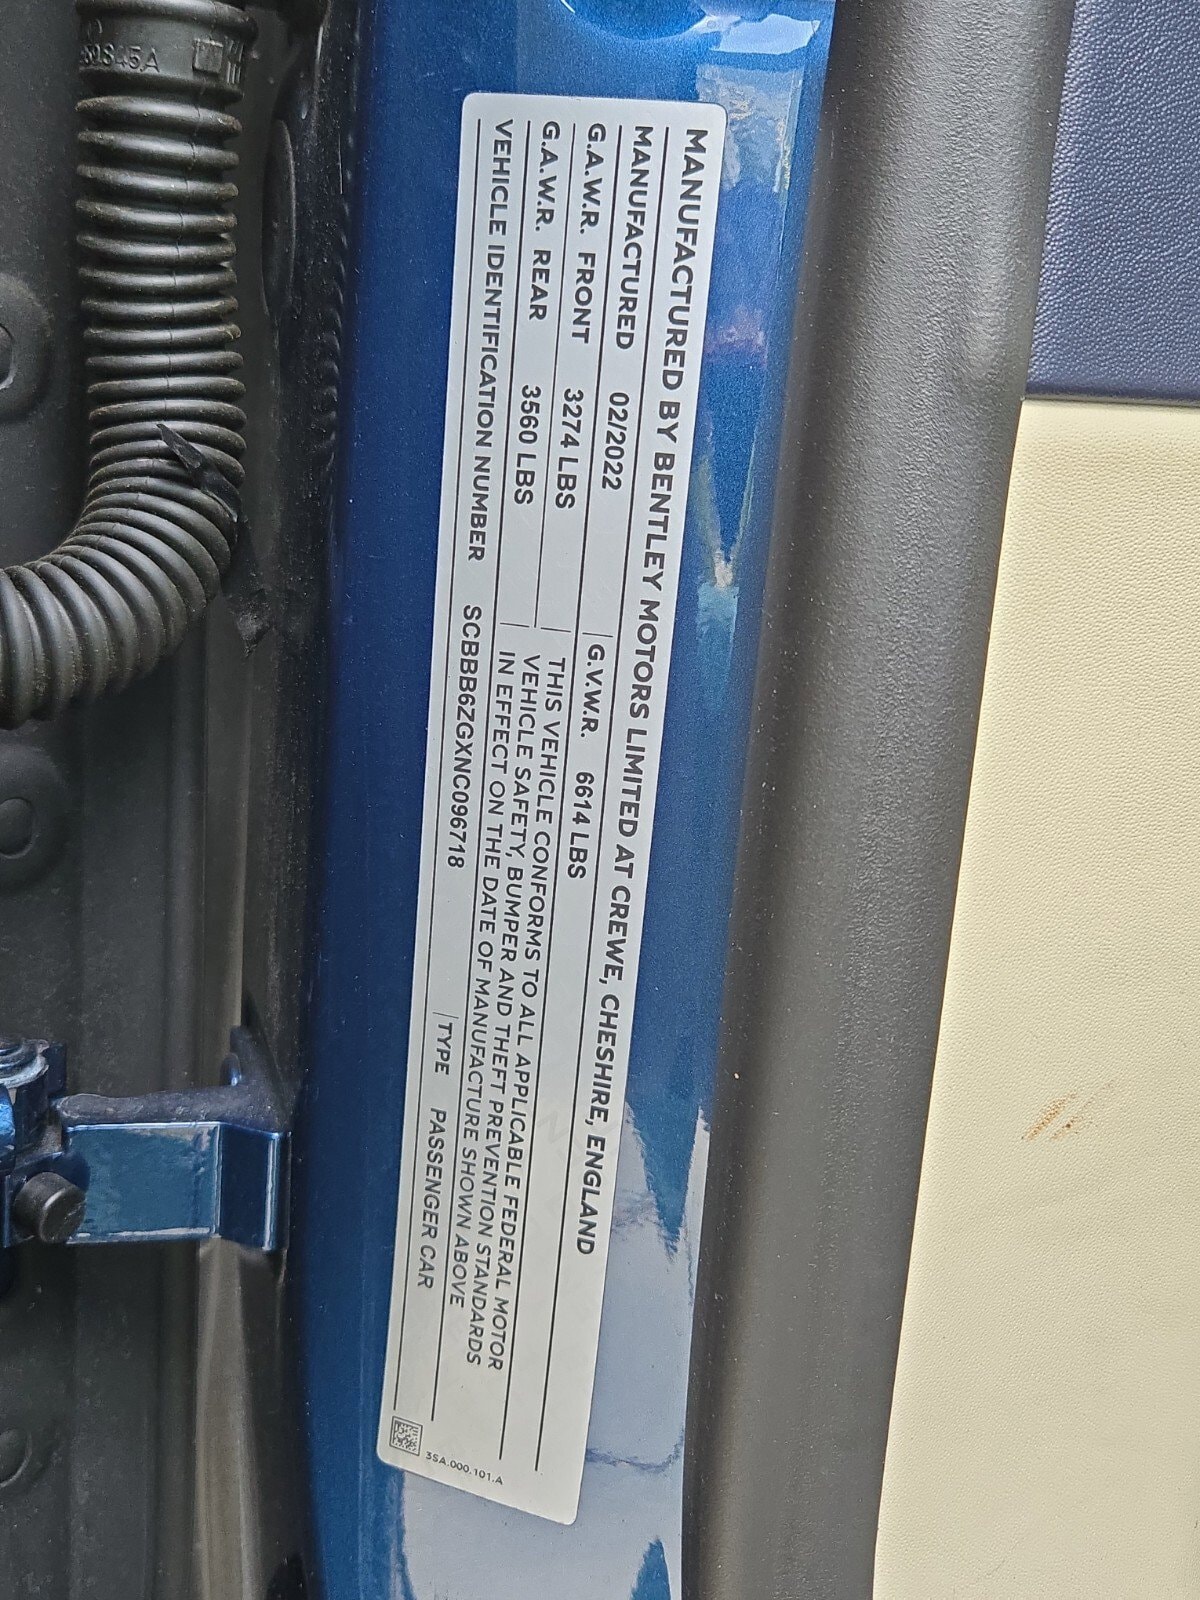 MANUFACTURED BY BENTLEY MOTORS LIMITED AT CREWE, CHESHIRE, ENGLAND
MANUFACTURED 02/2022 G.V.W.R. 6614 LBS
G.A.W.R. FRONT 3274 LBS
G.A.W.R. REAR 3560 LBS
THIS VEHICLE CONFORMS TO ALL APPLICABLE FEDERAL MOTOR
VEHICLE SAFETY, BUMPER AND THEFT PREVENTION STANDARDS
IN EFFECT ON THE DATE OF MANUFACTURE SHOWN ABOVE
VEHICLE IDENTIFICATION NUMBER SCBBB6ZGXNC096718 TYPE PASSENGER CAR
3SA.000.101.A